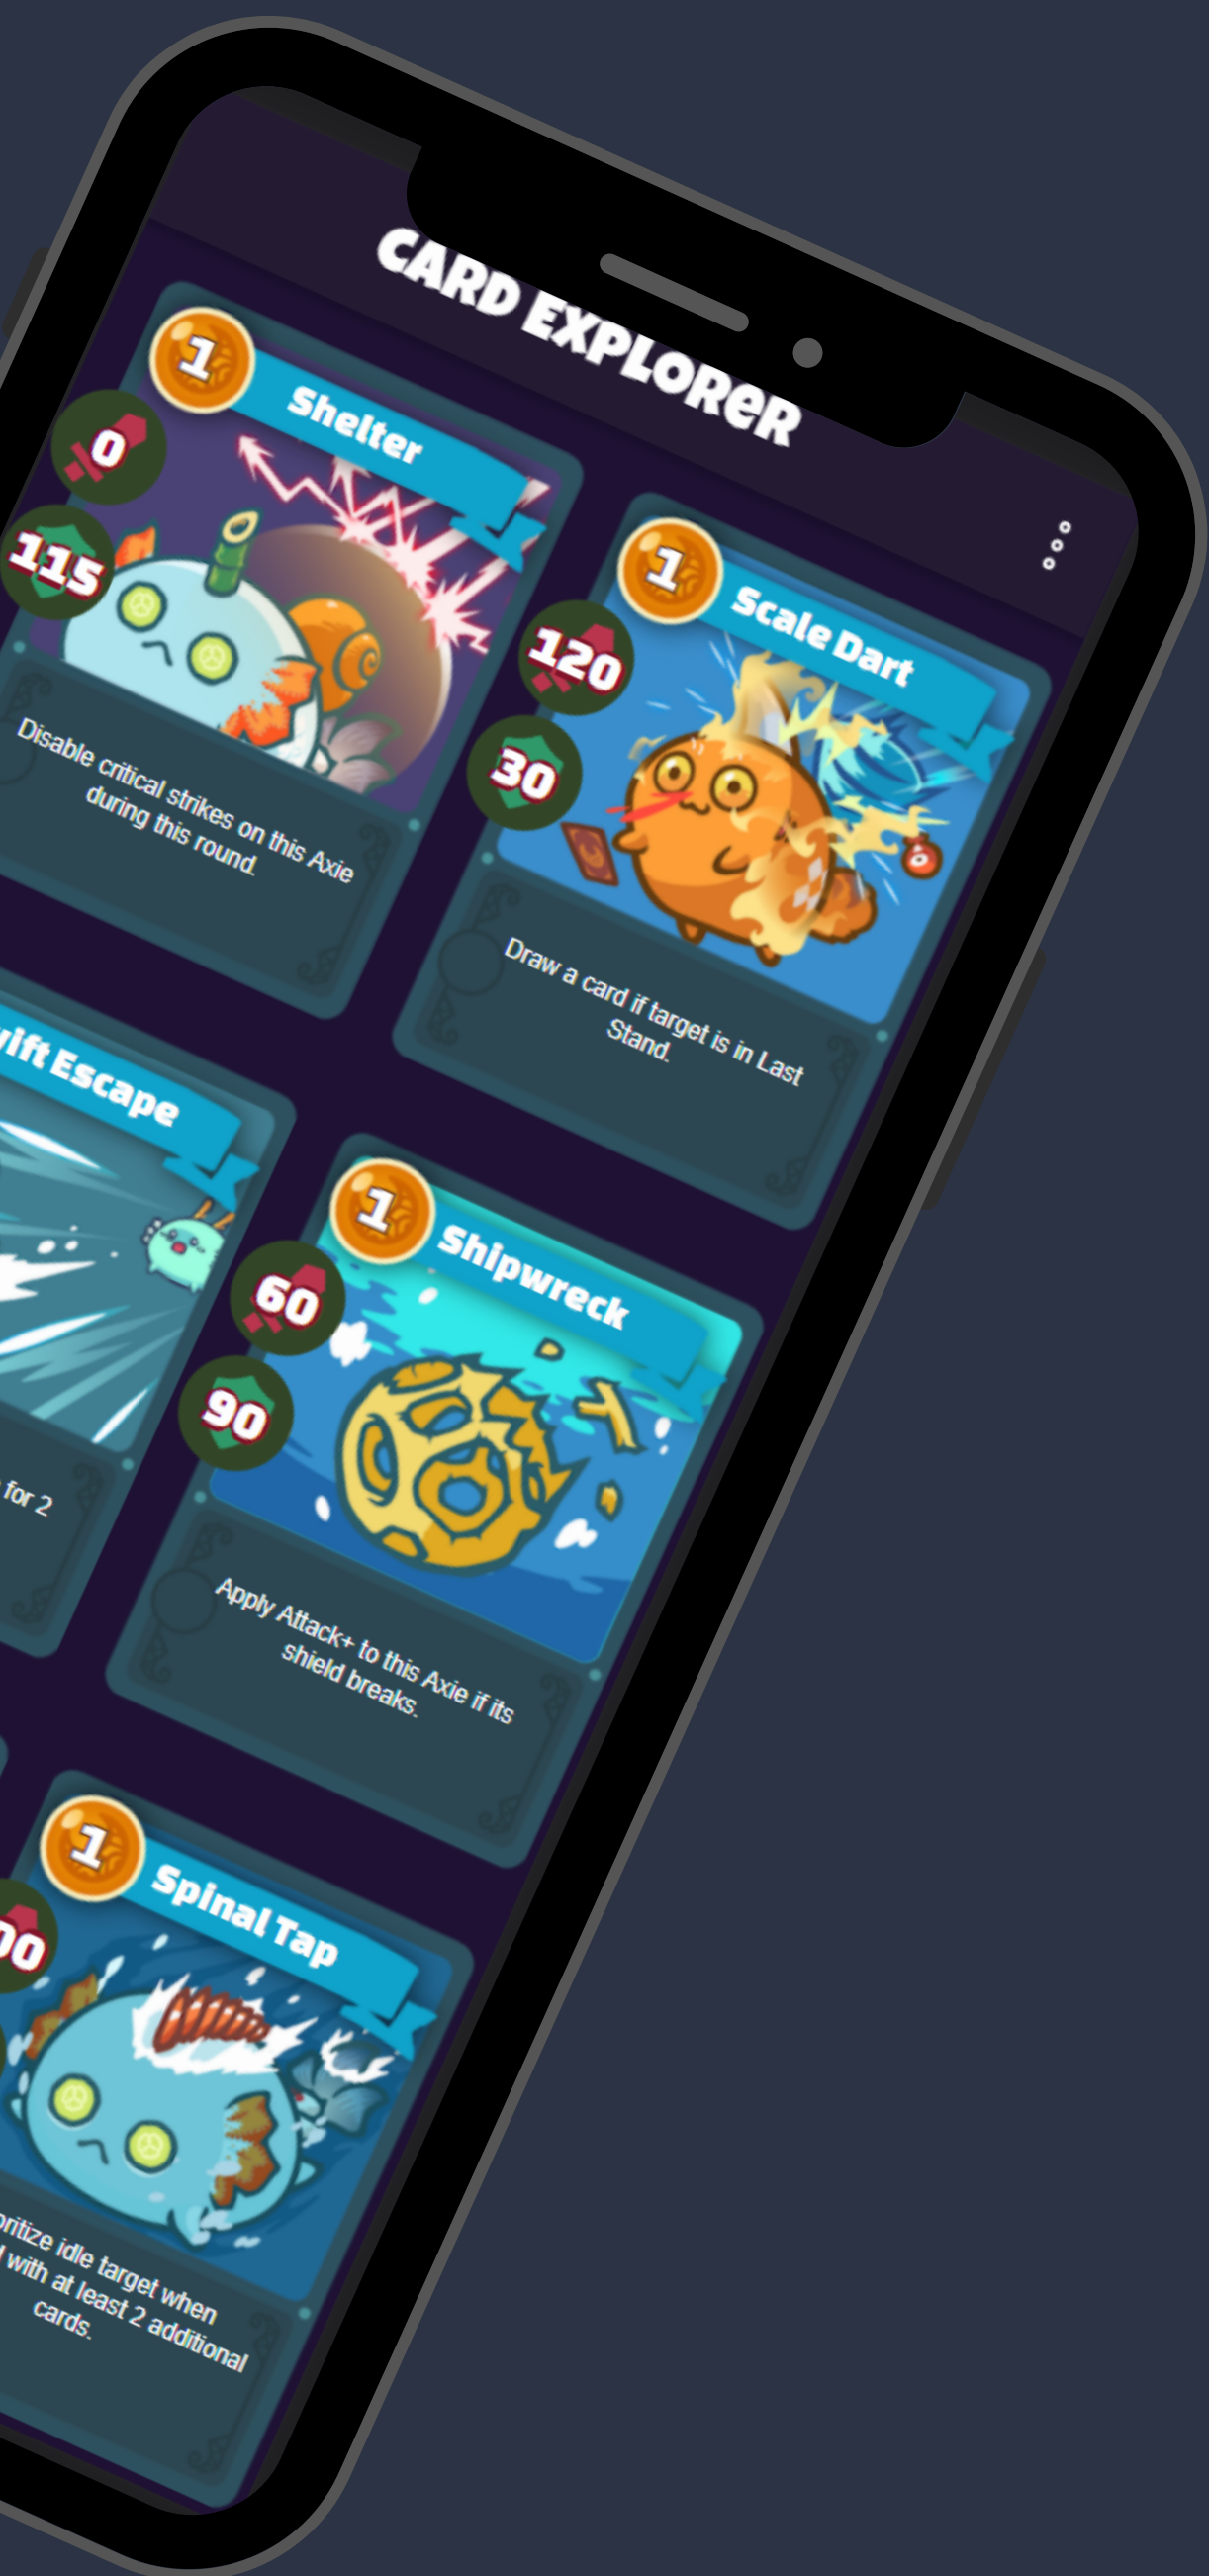 CARD EXPLORER
1
Shelter
0
115
Disable critical strikes on this Axie
during this round.
1
Scale Dart
120
30
Draw a card if target is in Last
Stand.
Escape
for 2
1
Shipwreck
60
90
Apply Attack+ to this Axie if its
shield breaks.
1
Spinal Tap
idle target when
with at least 2 additional
cards.